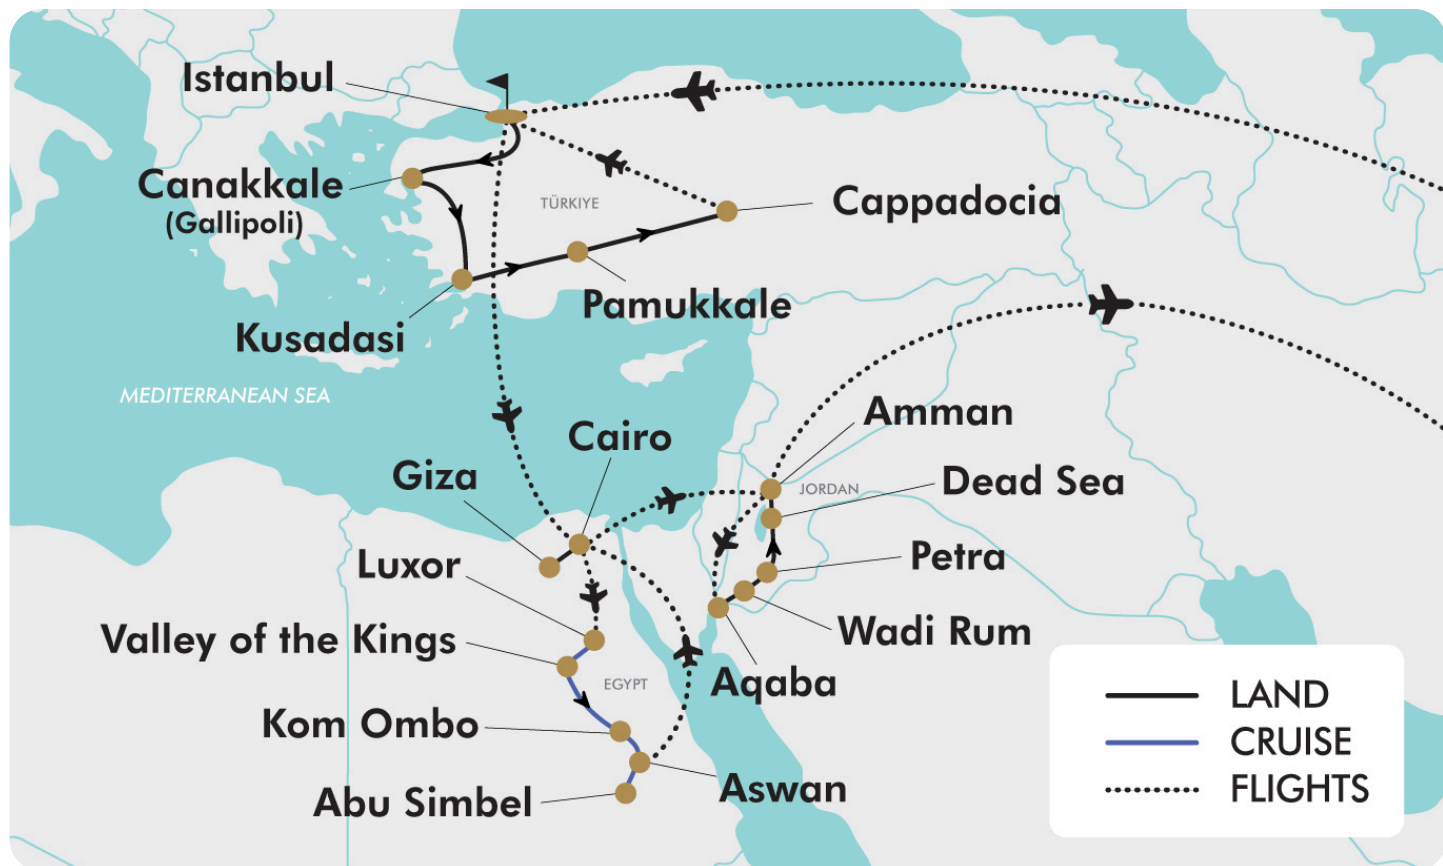 Istanbul
Canakkale
(Gallipoli)
TÜRKIYE
Cappadocia
Pamukkale
Kusadasi
MEDITERRANEAN SEA
Cairo
Amman
Giza
JORDAN
Dead Sea
Luxor
Petra
Valley of the Kings
Wadi Rum
EGYPT
Aqaba
Kom Ombo
Abu Simbel
Aswan
LAND
CRUISE
FLIGHTS